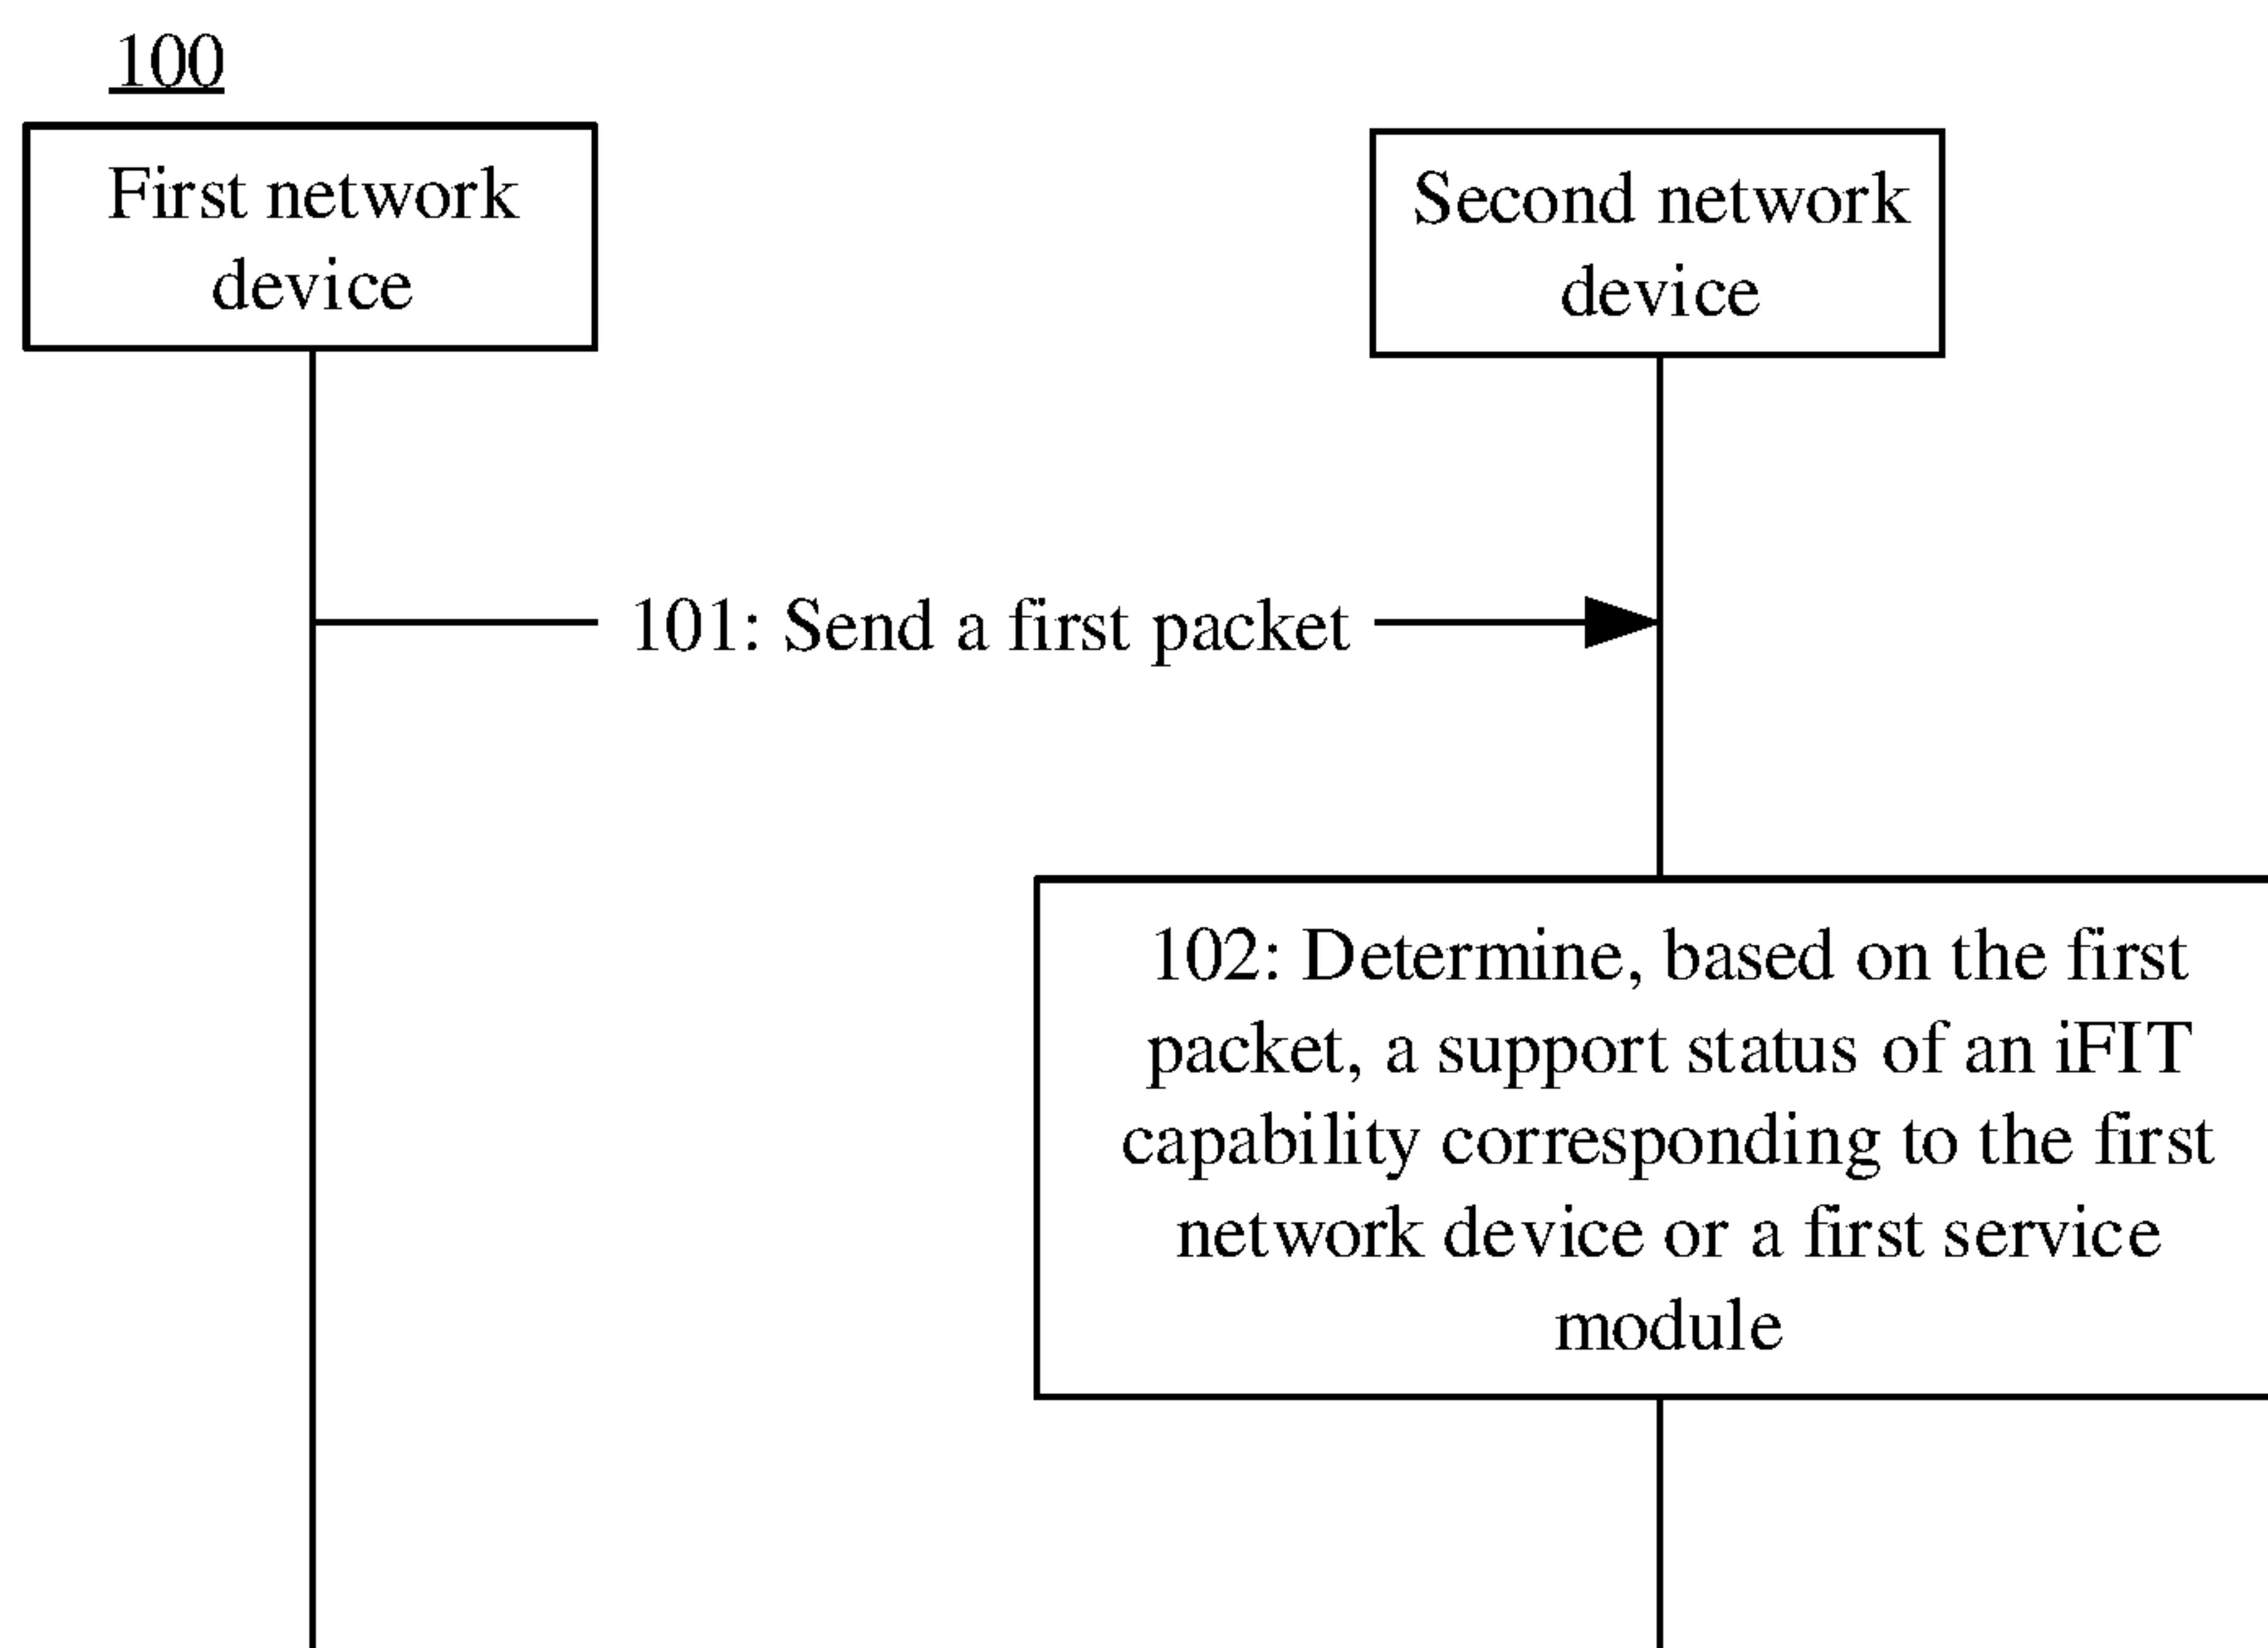 100
First network
device
Second network
device
101: Send a first packet
102: Determine, based on the first
packet, a support status of an iFIT
capability corresponding to the first
network device or a first service
module